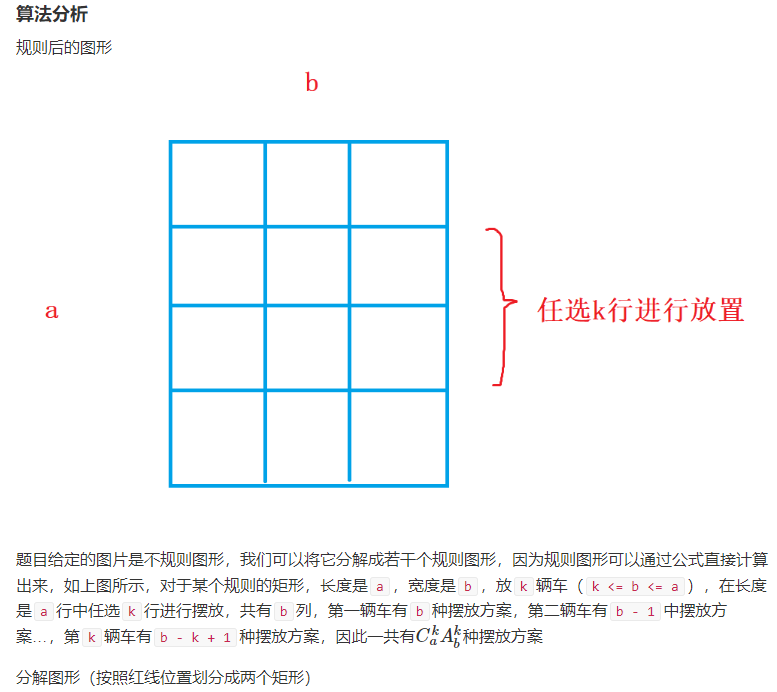 算法分析
规则后的图形
b
a
任选k行进行放置
题目给定的图片是不规则图形，我们可以将它分解成若干个规则图形，因为规则图形可以通过公式直接计算
出来，如上图所示，对于某个规则的矩形，长度是 a ，宽度是 b ，放 k 辆车（ k <= b <= a ），在长度
是 a 行中任选 k 行进行摆放，共有 b 列，第一辆车有 b 种摆放方案，第二辆车有 b - 1 中摆放方
案...，第 k 辆车有 b - k + 1 种摆放方案，因此一共有$C_a^k A_b^k$种摆放方案
分解图形（按照红线位置划分成两个矩形）